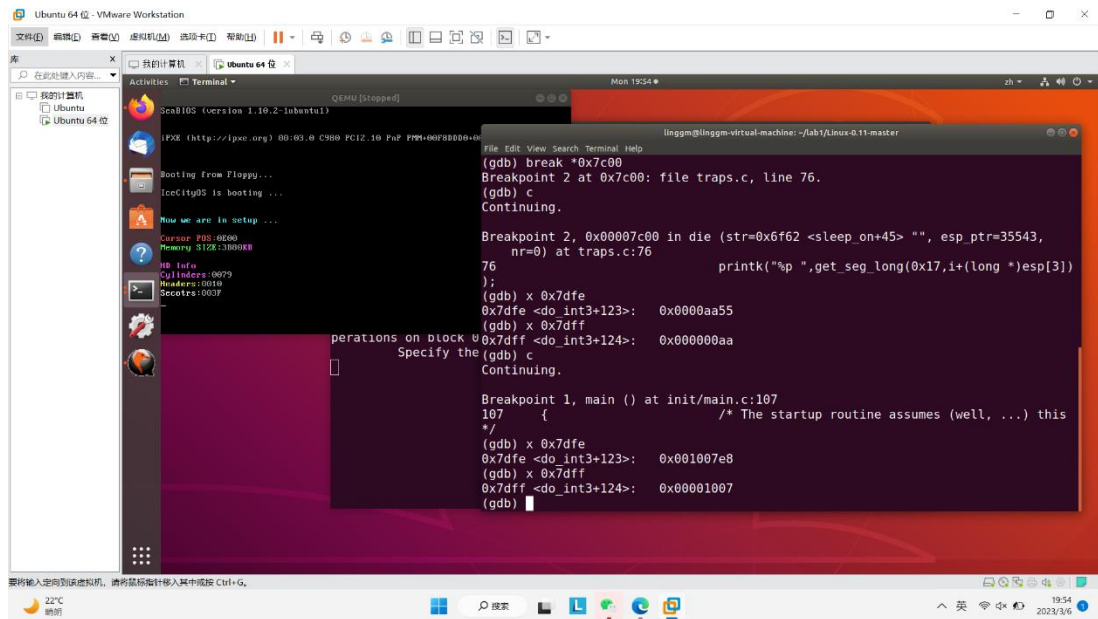 Ubuntu 64 位 - VMware Workstation
文件(F) 编辑(E) 查看(V) 虚拟机(M) 选项卡(T) 帮助(H)
库
在此处键入内容...
我的计算机
Ubuntu
Ubuntu 64 位
我的计算机
Ubuntu 64 位
Activities
Terminal
Mon 19:54
zh
QEMU [Stopped]
SeaBIOS (version 1.10.2-1ubuntu1)
iPXE (http://ipxe.org) 00:03.0 C980 PCI2.10 PnP PMM+00F8DDD0+0
Booting from Floppy...
IceCityOS is booting ...
Now we are in setup ...
Cursor POS:0E00
Memory SIZE:3B00KB
HD Info
Cylinders:0079
Headers:0010
Secotrs:003F
perations on block 0
Specify the
linggm@linggm-virtual-machine: ~/lab1/Linux-0.11-master
File Edit View Search Terminal Help
(gdb) break *0x7c00
Breakpoint 2 at 0x7c00: file traps.c, line 76.
(gdb) c
Continuing.
Breakpoint 2, 0x00007c00 in die (str=0x6f62 <sleep_on+45> "", esp_ptr=35543,
nr=0) at traps.c:76
76 printk("%p ",get_seg_long(0x17,i+(long *)esp[3])
);
(gdb) x 0x7dfe
0x7dfe <do_int3+123>: 0x0000aa55
(gdb) x 0x7dff
0x7dff <do_int3+124>: 0x000000aa
(gdb) c
Continuing.
Breakpoint 1, main () at init/main.c:107
107 { /* The startup routine assumes (well, ...) this
*/
(gdb) x 0x7dfe
0x7dfe <do_int3+123>: 0x001007e8
(gdb) x 0x7dff
0x7dff <do_int3+124>: 0x00001007
(gdb)
要将输入定向到该虚拟机，请将鼠标指针移入其中或按 Ctrl+G。
22°C
晴朗
搜索
英
19:54
2023/3/6